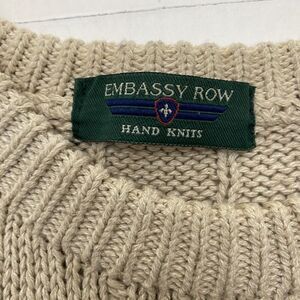 EMBASSY ROW
HAND KNITS